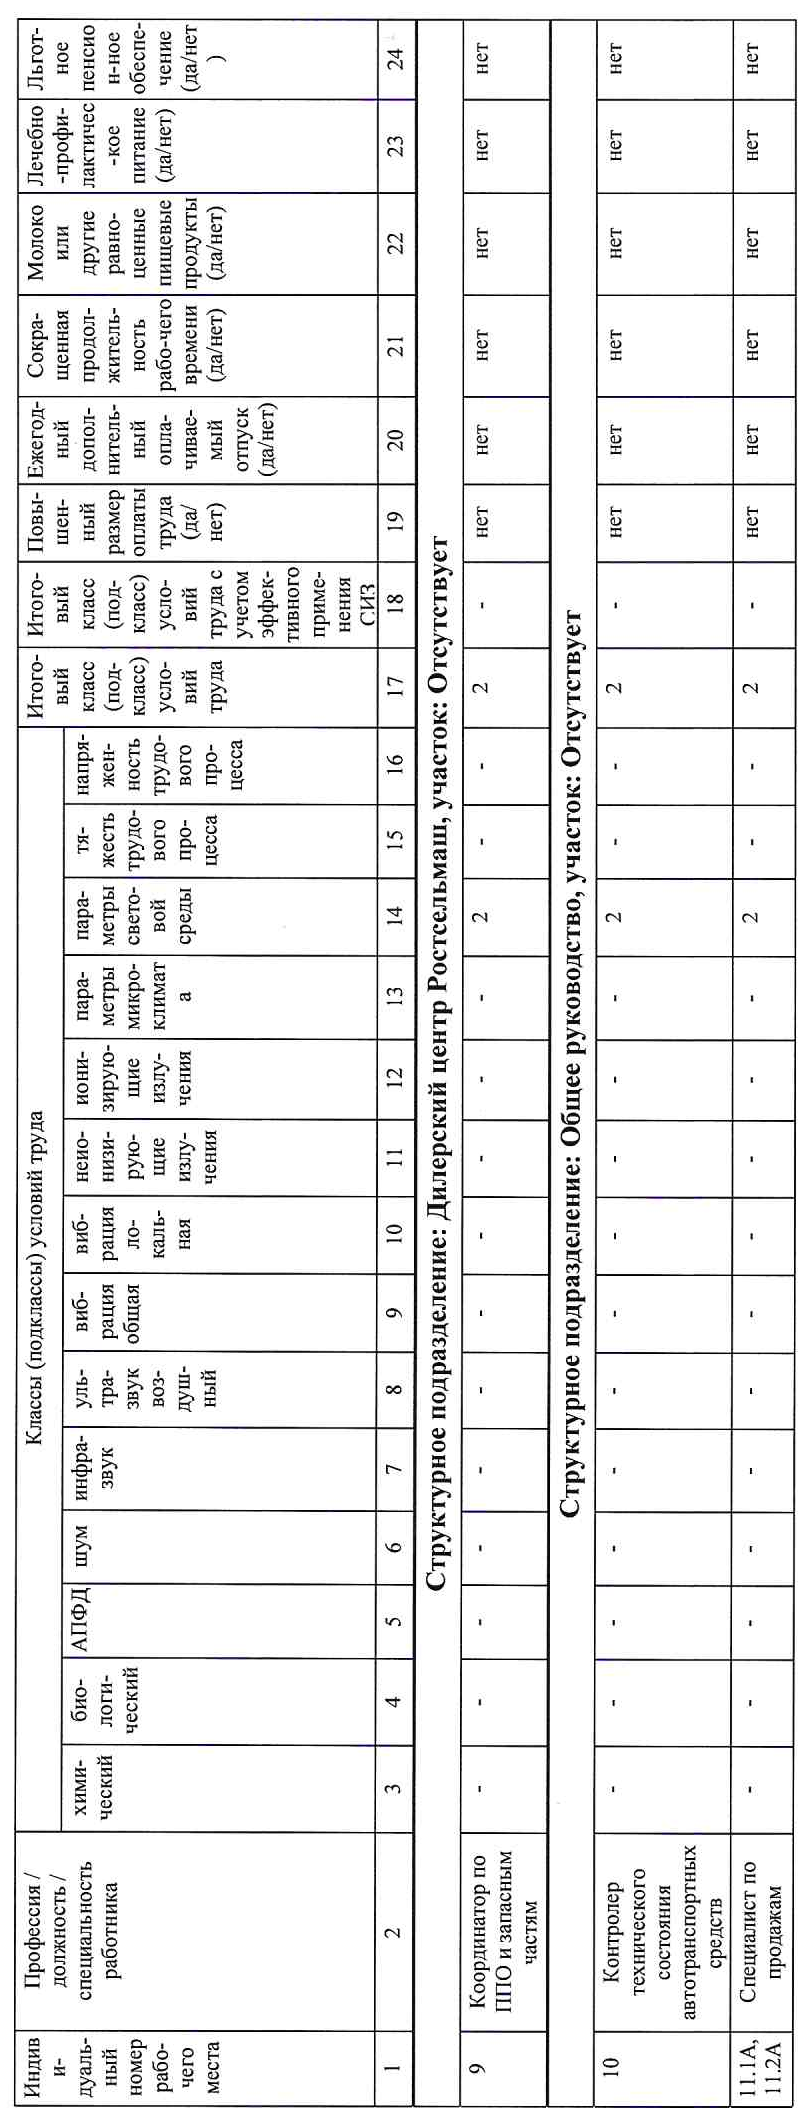 Индив
и-
дуаль-
ный
номер
рабо-
чего
места
Профессия /
должность /
специальность
работника
Классы (подклассы) условий труда
хими-
ческий
био-
логи-
ческий
АПФД
шум
инфра-
звук
уль-
тра-
звук
воз-
душ-
ный
виб-
рация
общая
виб-
рация
ло-
каль-
ная
неио-
низи-
рую-
щие
излу-
чения
иони-
зирую-
щие
излу-
чения
пара-
метры
микро-
климат
а
пара-
метры
свето-
вой
среды
тя-
жесть
трудо-
вого
про-
цесса
напря-
жен-
ность
трудо-
вого
про-
цесса
Итого-
вый
класс
(под-
класс)
усло-
вий
труда
Итого-
вый
класс
(под-
класс)
усло-
вий
труда с
учетом
эффек-
тивного
приме-
нения
СИЗ
Повы-
шен-
ный
размер
оплаты
труда
(да/
нет)
Ежегод-
ный
допол-
нитель-
ный
опла-
чивае-
мый
отпуск
(да/нет)
Сокра-
щенная
продол-
житель-
ность
рабо-чего
времени
(да/нет)
Молоко
или
другие
равно-
ценные
пищевые
продукты
(да/нет)
Лечебно
-профи-
лактичес
-кое
питание
(да/нет)
Льгот-
ное
пенсио
н-ное
обеспе-
чение
(да/нет
)
1 2 3 4 5 6 7 8 9 10 11 12 13 14 15 16 17 18 19 20 21 22 23 24
Структурное подразделение: Дилерский центр Ростсельмаш, участок: Отсутствует
9 Координатор по - - - - - - - - - - - 2 - - 2 - нет нет нет нет нет нет
ППО и запасным
частям
Структурное подразделение: Общее руководство, участок: Отсутствует
10 Контролер - - - - - - - - - - - 2 - - 2 - нет нет нет нет нет нет
технического
состояния
автотранспортных
средств
11.1А, Специалист по - - - - - - - - - - - 2 - - 2 - нет нет нет нет нет нет
11.2А продажам